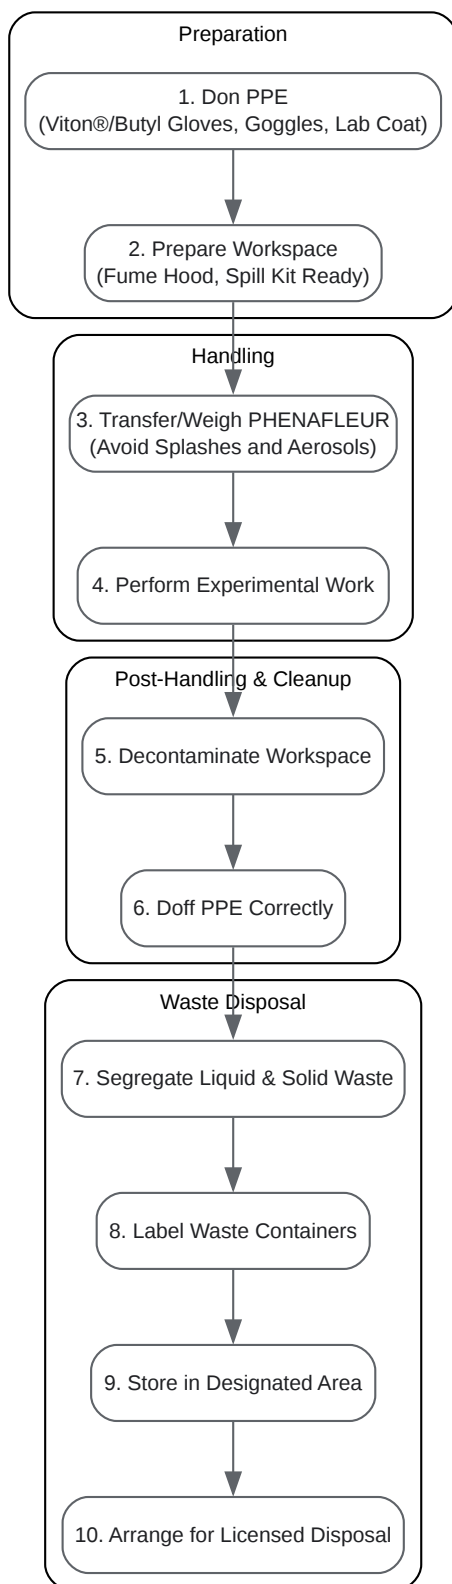 Preparation
1. Don PPE
(Viton®/Butyl Gloves, Goggles, Lab Coat)
2. Prepare Workspace
(Fume Hood, Spill Kit Ready)
Handling
3. Transfer/Weigh PHENAFLEUR
(Avoid Splashes and Aerosols)
4. Perform Experimental Work
Post-Handling & Cleanup
5. Decontaminate Workspace
6. Doff PPE Correctly
Waste Disposal
7. Segregate Liquid & Solid Waste
8. Label Waste Containers
9. Store in Designated Area
10. Arrange for Licensed Disposal